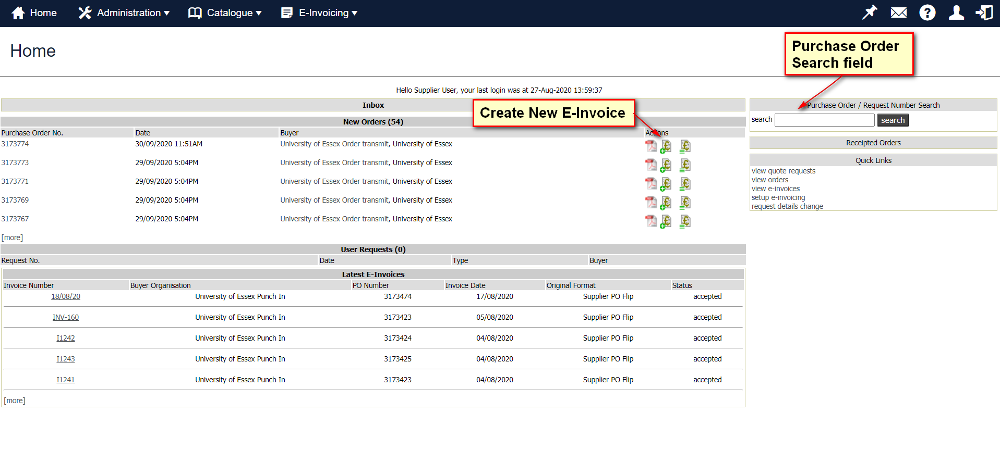 Home Administration Catalogue E-Invoicing
Home
Purchase Order
Search field
Hello Supplier User, your last login was at 27-Aug-2020 13:59:37
Inbox
Create New E-Invoice
Purchase Order / Request Number Search
search search
New Orders (54)
Purchase Order No. Date Buyer Actions
3173774 30/09/2020 11:51AM University of Essex Order transmit, University of Essex
3173773 29/09/2020 5:04PM University of Essex Order transmit, University of Essex
3173771 29/09/2020 5:04PM University of Essex Order transmit, University of Essex
3173769 29/09/2020 5:04PM University of Essex Order transmit, University of Essex
3173767 29/09/2020 5:04PM University of Essex Order transmit, University of Essex
[more]
Receipted Orders
Quick Links
view quote requests
view orders
view e-invoices
setup e-invoicing
request details change
User Requests (0)
Request No. Date Type Buyer
Latest E-Invoices
Invoice Number Buyer Organisation PO Number Invoice Date Original Format Status
18/08/20 University of Essex Punch In 3173474 17/08/2020 Supplier PO Flip accepted
INV-160 University of Essex Punch In 3173423 05/08/2020 Supplier PO Flip accepted
I1242 University of Essex Punch In 3173424 04/08/2020 Supplier PO Flip accepted
I1243 University of Essex Punch In 3173425 04/08/2020 Supplier PO Flip accepted
I1241 University of Essex Punch In 3173423 04/08/2020 Supplier PO Flip accepted
[more]